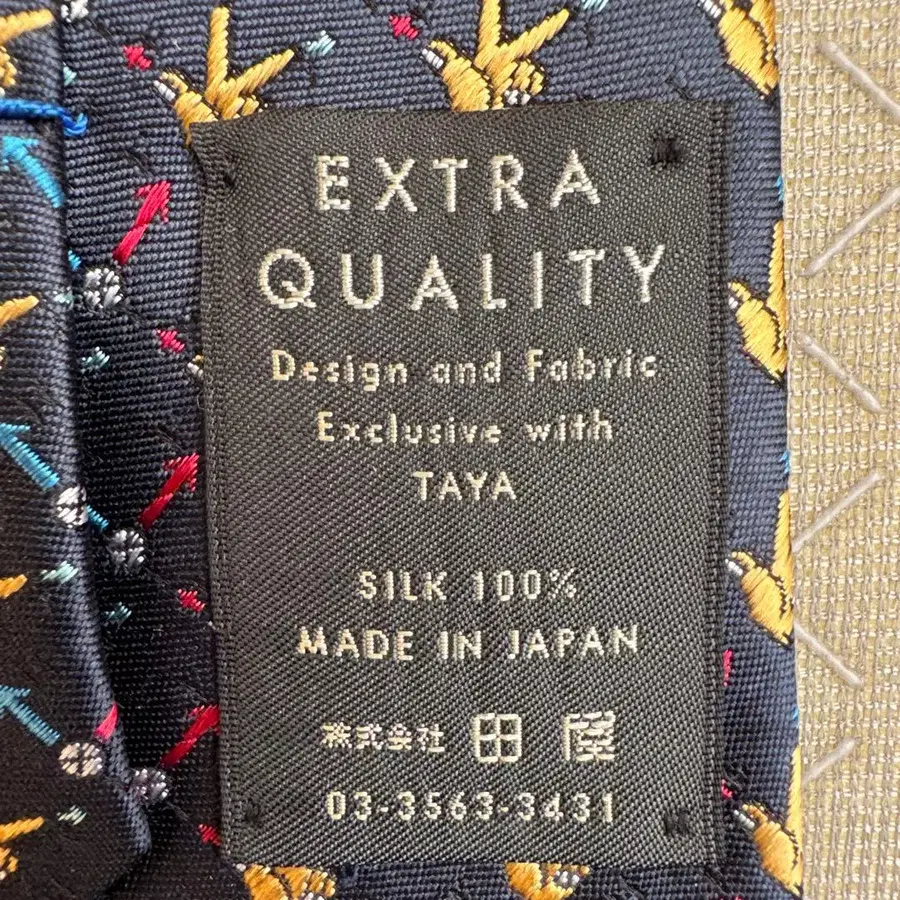 EXTRA
QUALITY
Design and Fabric
Exclusive with
TAYA
SILK 100%
MADE IN JAPAN
株式会社 田屋
03-3563-3431